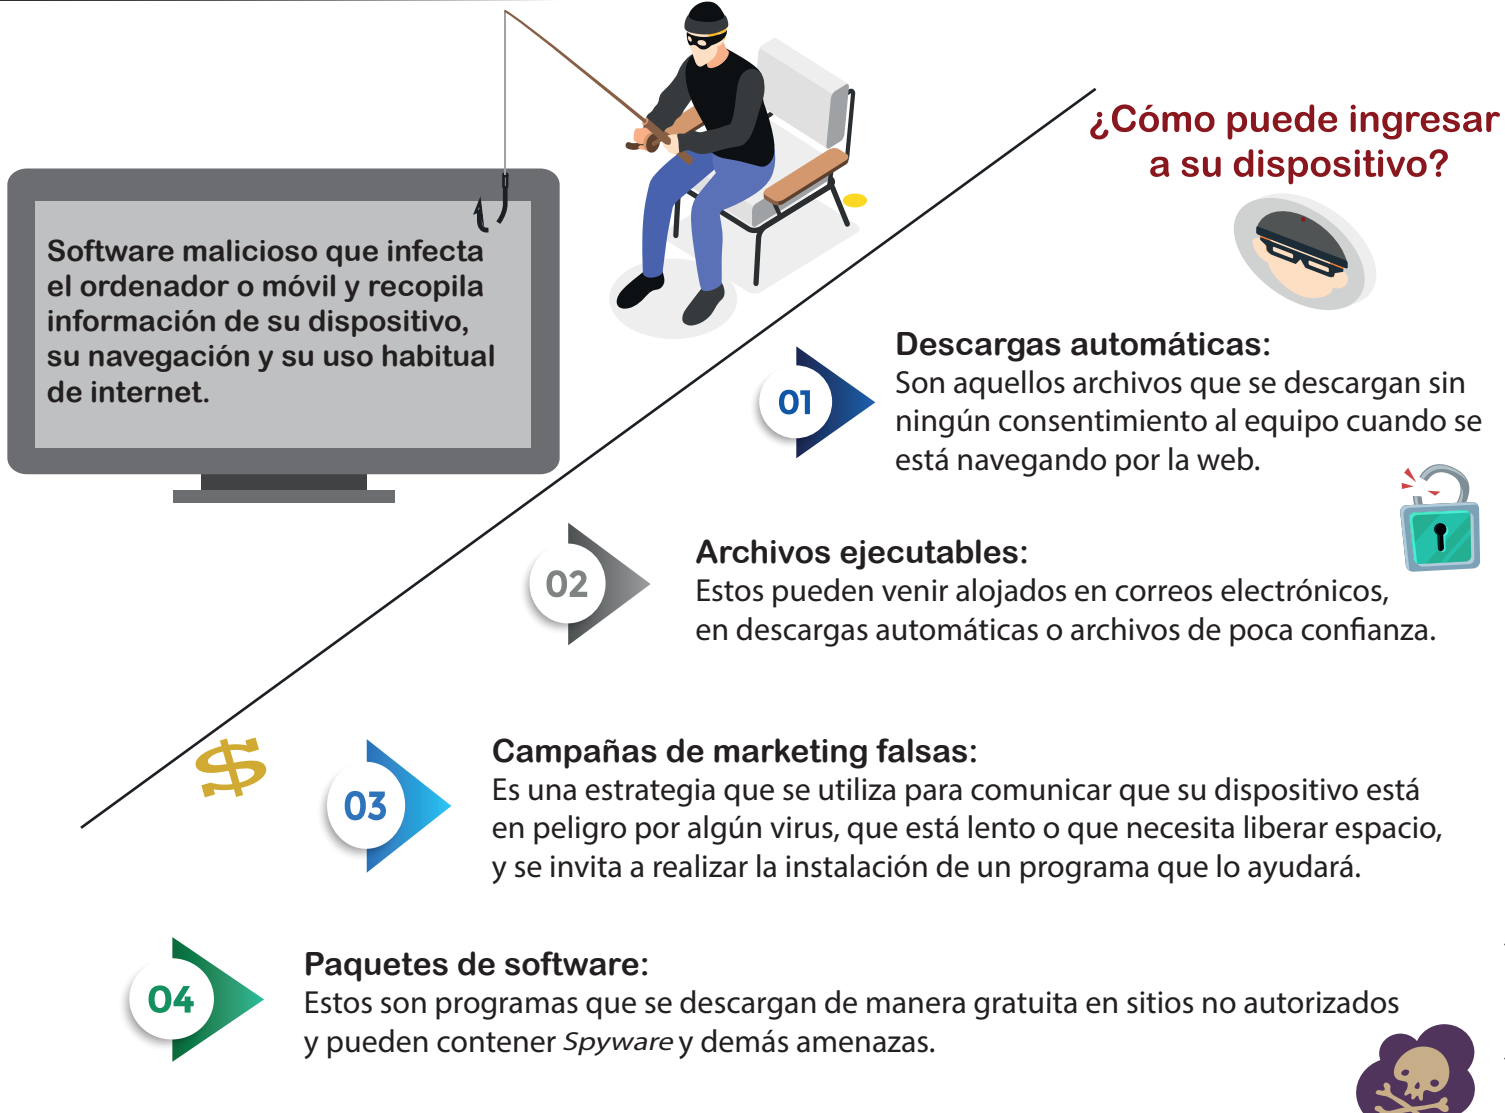 Software malicioso que infecta
el ordenador o móvil y recopila
información de su dispositivo,
su navegación y su uso habitual
de internet.
¿Cómo puede ingresar
a su dispositivo?
01
Descargas automáticas:
Son aquellos archivos que se descargan sin
ningún consentimiento al equipo cuando se
está navegando por la web.
02
Archivos ejecutables:
Estos pueden venir alojados en correos electrónicos,
en descargas automáticas o archivos de poca confianza.
03
Campañas de marketing falsas:
Es una estrategia que se utiliza para comunicar que su dispositivo está
en peligro por algún virus, que está lento o que necesita liberar espacio,
y se invita a realizar la instalación de un programa que lo ayudará.
04
Paquetes de software:
Estos son programas que se descargan de manera gratuita en sitios no autorizados
y pueden contener Spyware y demás amenazas.